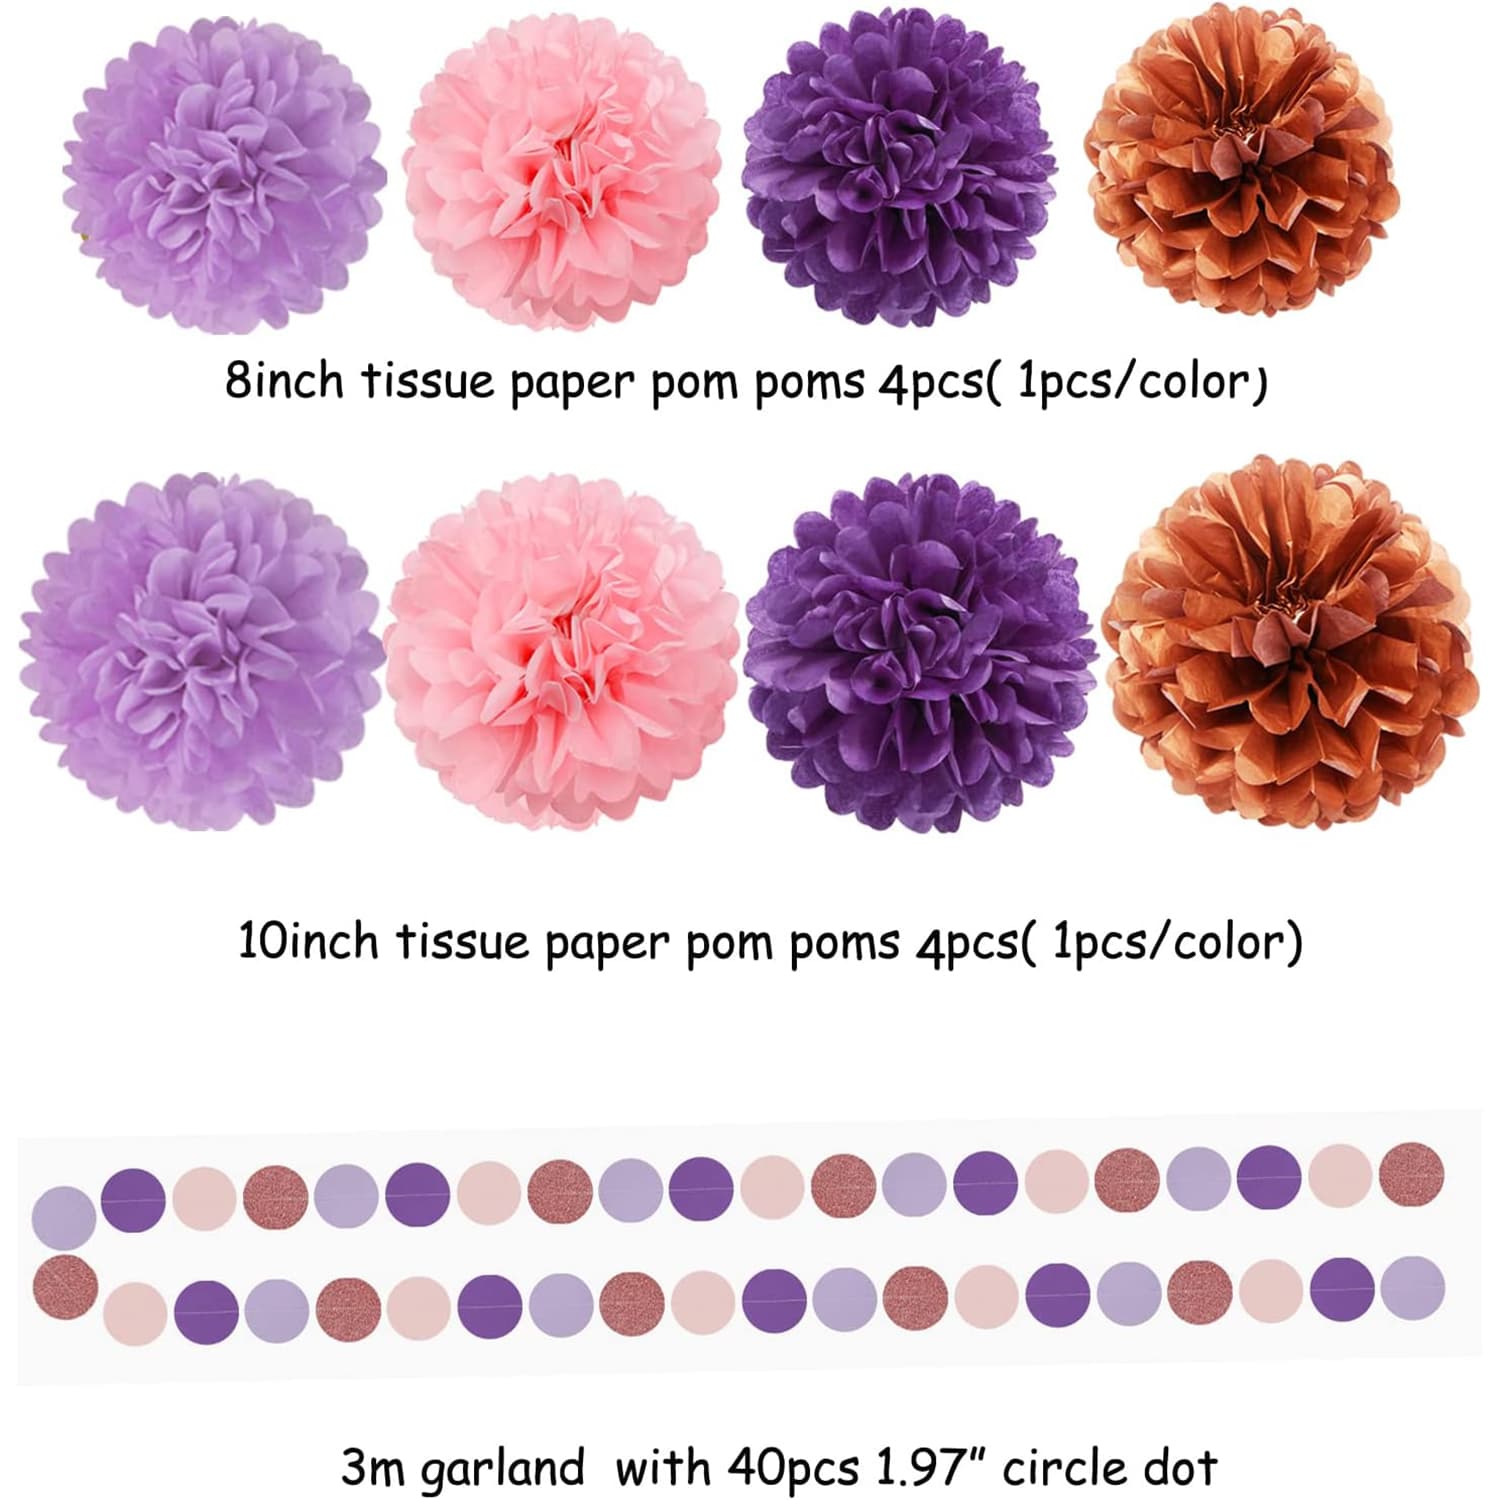 8inch tissue paper pom poms 4pcs( 1pcs/color)
10inch tissue paper pom poms 4pcs( 1pcs/color)
3m garland with 40pcs 1.97" circle dot